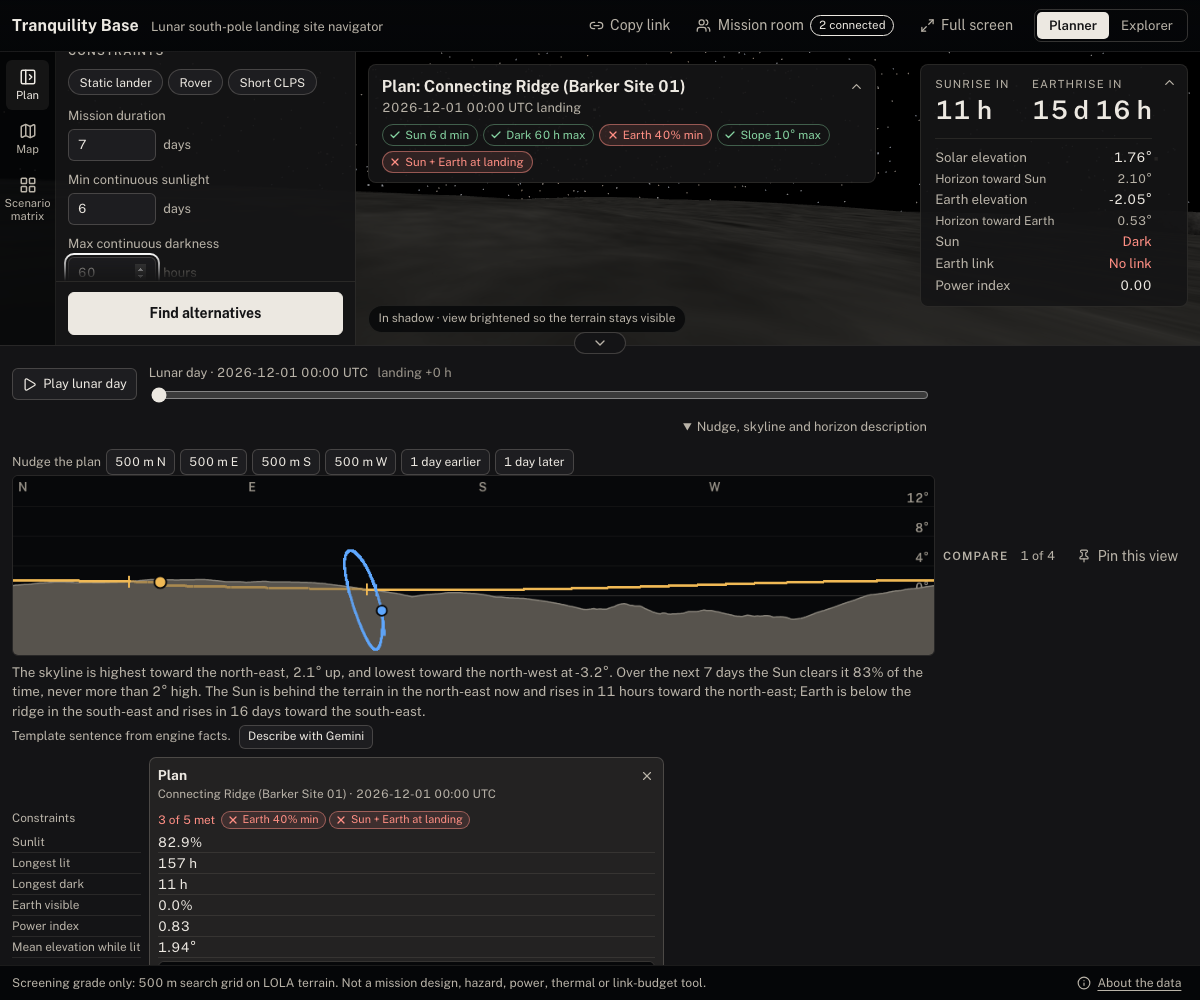 Tranquility Base Lunar south-pole landing site navigator Copy link Mission room 2 connected Full screen Planner Explorer
Plan
Map
Scenario matrix
CONSTRAINTS
Static lander Rover Short CLPS
Mission duration
7 days
Min continuous sunlight
6 days
Max continuous darkness
60 hours
Find alternatives
Plan: Connecting Ridge (Barker Site 01)
2026-12-01 00:00 UTC landing
Sun 6 d min Dark 60 h max Earth 40% min Slope 10° max
Sun + Earth at landing
In shadow · view brightened so the terrain stays visible
SUNRISE IN EARTHRISE IN
11 h 15 d 16 h
Solar elevation 1.76°
Horizon toward Sun 2.10°
Earth elevation -2.05°
Horizon toward Earth 0.53°
Sun Dark
Earth link No link
Power index 0.00
Play lunar day Lunar day · 2026-12-01 00:00 UTC landing +0 h
▼ Nudge, skyline and horizon description
Nudge the plan 500 m N 500 m E 500 m S 500 m W 1 day earlier 1 day later
N E S W
12°
8°
4°
0°
COMPARE 1 of 4 Pin this view
The skyline is highest toward the north-east, 2.1° up, and lowest toward the north-west at -3.2°. Over the next 7 days the Sun clears it 83% of the
time, never more than 2° high. The Sun is behind the terrain in the north-east now and rises in 11 hours toward the north-east; Earth is below the
ridge in the south-east and rises in 16 days toward the south-east.
Template sentence from engine facts. Describe with Gemini
Plan
Connecting Ridge (Barker Site 01) · 2026-12-01 00:00 UTC
Constraints 3 of 5 met Earth 40% min Sun + Earth at landing
Sunlit 82.9%
Longest lit 157 h
Longest dark 11 h
Earth visible 0.0%
Power index 0.83
Mean elevation while lit 1.94°
Screening grade only: 500 m search grid on LOLA terrain. Not a mission design, hazard, power, thermal or link-budget tool. About the data